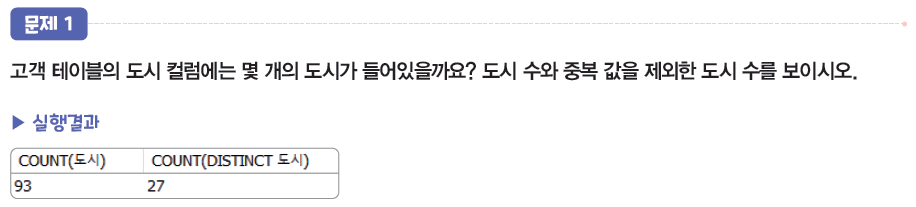 문제 1
고객 테이블의 도시 컬럼에는 몇 개의 도시가 들어있을까요? 도시 수와 중복 값을 제외한 도시 수를 보이시오.
▶ 실행결과
COUNT(도시) COUNT(DISTINCT 도시)
93 27